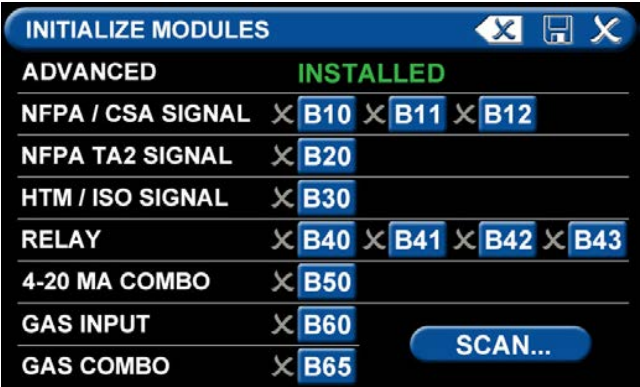 INITIALIZE MODULES
ADVANCED INSTALLED
NFPA / CSA SIGNAL B10 B11 B12
NFPA TA2 SIGNAL B20
HTM / ISO SIGNAL B30
RELAY B40 B41 B42 B43
4-20 MA COMBO B50
GAS INPUT B60
SCAN...
GAS COMBO B65